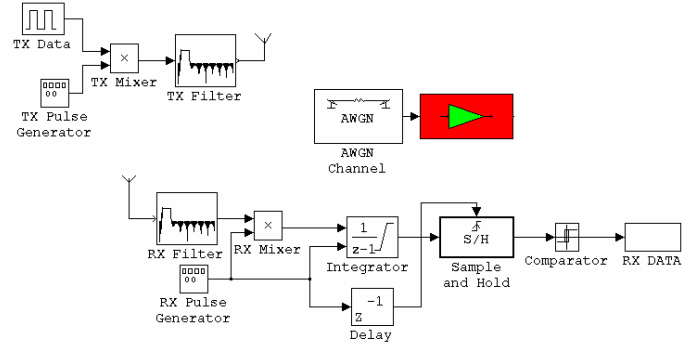 TX Data
×
TX Mixer
TX Filter
TX Pulse
Generator
AWGN
AWGN
Channel
RX Filter
×
RX Mixer
1
z-1
Integrator
S/H
Sample
and Hold
Comparator
RX DATA
RX Pulse
Generator
-1
Z
Delay